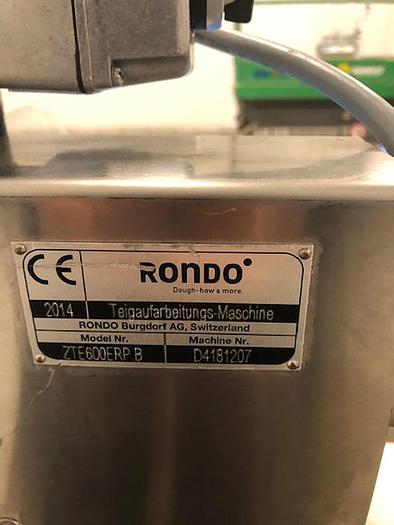 CE RONDO
Dough-how & more.
2014 Teigaufarbeitungs-Maschine
RONDO Burgdorf AG, Switzerland
Model Nr. Machine Nr.
ZTE600ERP B D4181207